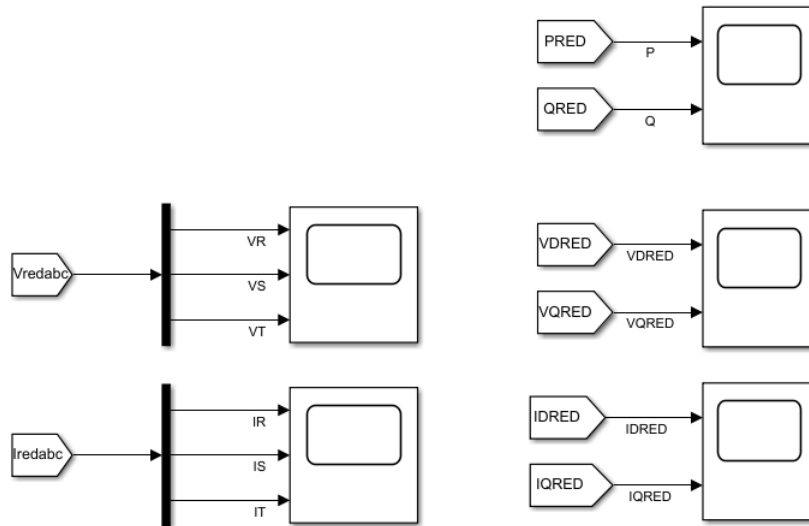 PRED
P
QRED
Q
Vredabc
VR
VS
VT
VDRED
VDRED
VQRED
VQRED
Iredabc
IR
IS
IT
IDRED
IDRED
IQRED
IQRED